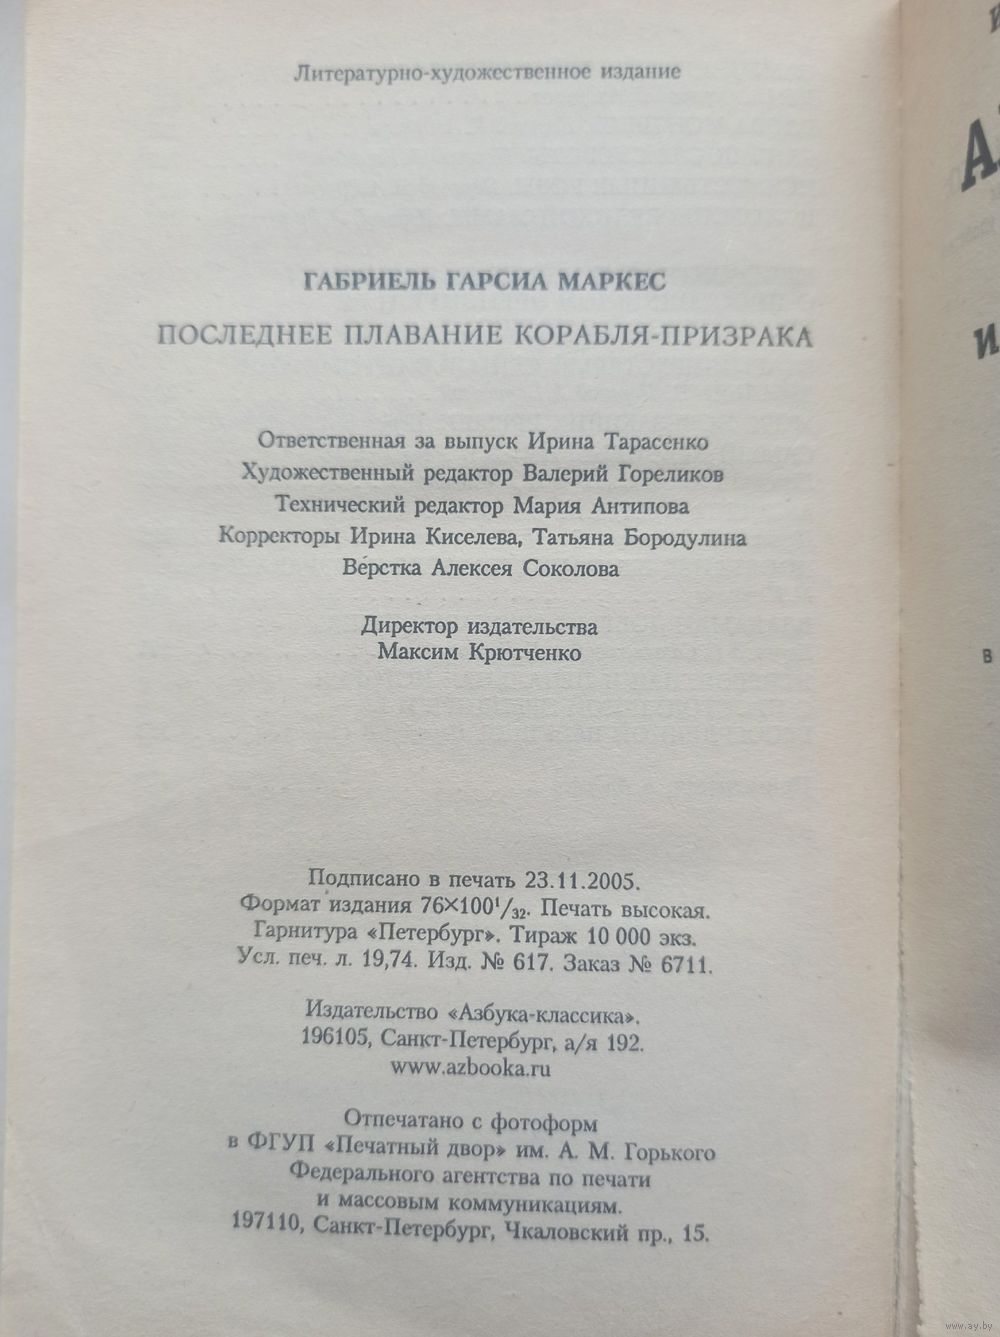 Литературно-художественное издание
ГАБРИЕЛЬ ГАРСИА МАРКЕС
ПОСЛЕДНЕЕ ПЛАВАНИЕ КОРАБЛЯ-ПРИЗРАКА
Ответственная за выпуск Ирина Тарасенко
Художественный редактор Валерий Гореликов
Технический редактор Мария Антипова
Корректоры Ирина Киселева, Татьяна Бородулина
Вёрстка Алексея Соколова
Директор издательства
Максим Крютченко
Подписано в печать 23.11.2005.
Формат издания 76×100¹/₃₂. Печать высокая.
Гарнитура «Петербург». Тираж 10 000 экз.
Усл. печ. л. 19,74. Изд. № 617. Заказ № 6711.
Издательство «Азбука-классика».
196105, Санкт-Петербург, а/я 192.
www.azbooka.ru
Отпечатано с фотоформ
в ФГУП «Печатный двор» им. А. М. Горького
Федерального агентства по печати
и массовым коммуникациям.
197110, Санкт-Петербург, Чкаловский пр., 15.
В
www.ay.by